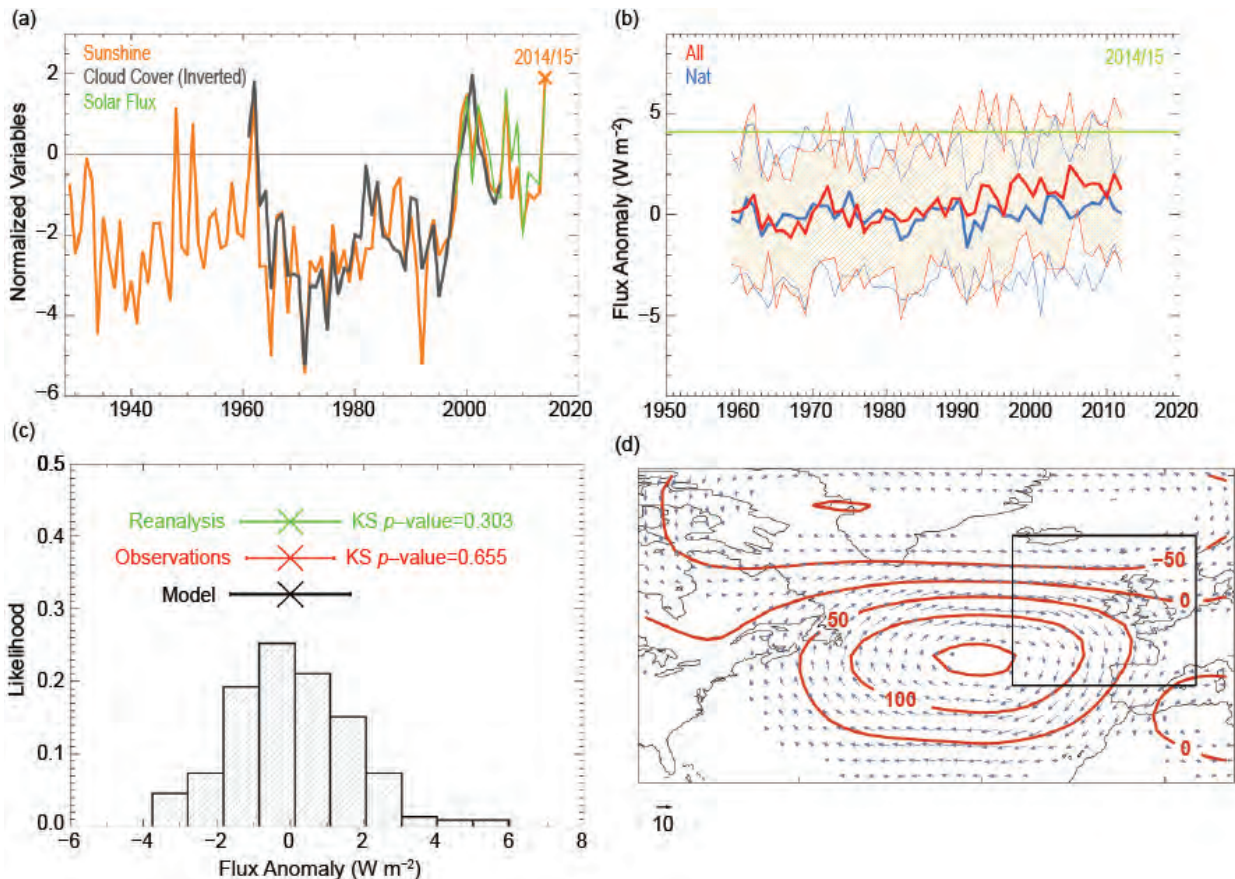 (a)
Sunshine
Cloud Cover (Inverted)
Solar Flux
2014/15
Normalized Variables
2
0
−2
−4
−6
1940
1960
1980
2000
2020
(b)
All
Nat
2014/15
Flux Anomaly (W m−2)
5
0
−5
1950
1960
1970
1980
1990
2000
2010
2020
(c)
Likelihood
0.5
0.4
0.3
0.2
0.1
0.0
Reanalysis
KS p–value=0.303
Observations
KS p–value=0.655
Model
−6
−4
−2
0
2
4
6
8
Flux Anomaly (W m−2)
(d)
−50
0
50
100
0
10